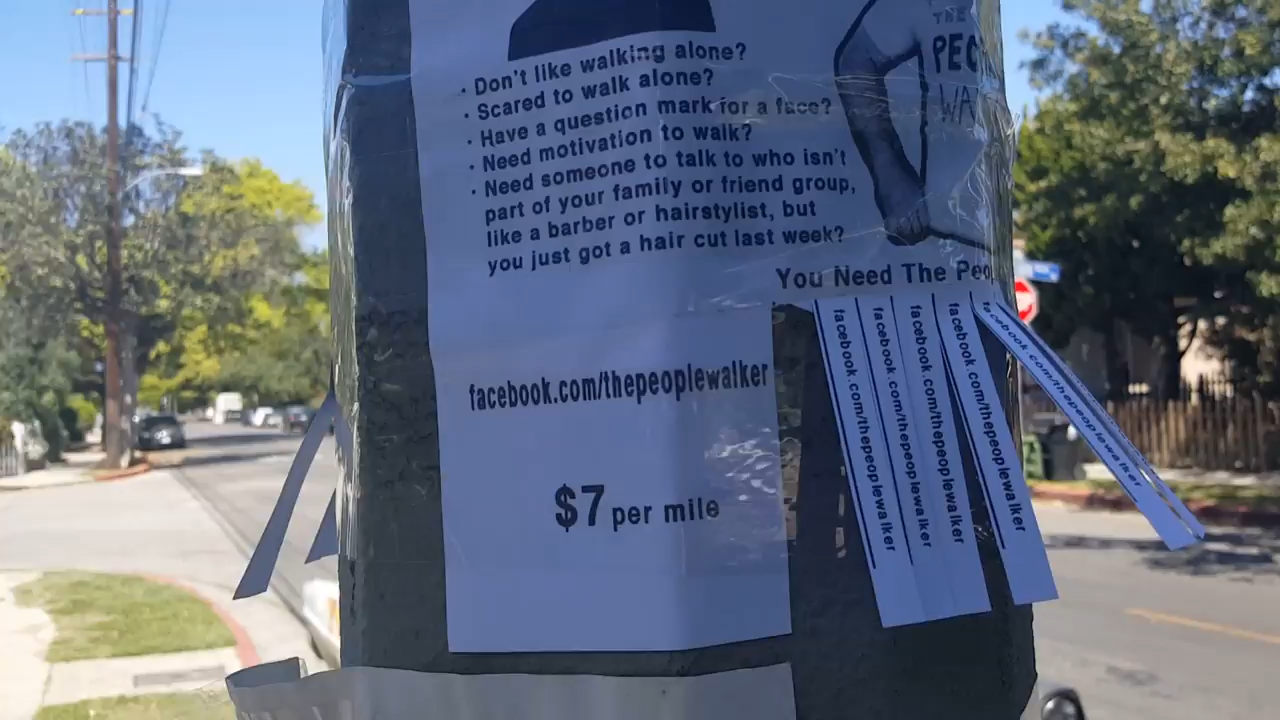 · Don't like walking alone?
· Scared to walk alone?
· Have a question mark for a face?
· Need motivation to walk?
· Need someone to talk to who isn't
part of your family or friend group,
like a barber or hairstylist, but
you just got a hair cut last week?
facebook.com/thepeoplewalker
$7 per mile
THE
PEO
WA
You Need The Peo
facebook.com/thepeoplewalker
facebook.com/thepeoplewalker
facebook.com/thepeoplewalker
facebook.com/thepeoplewalker
facebook.com/thepeoplewalker